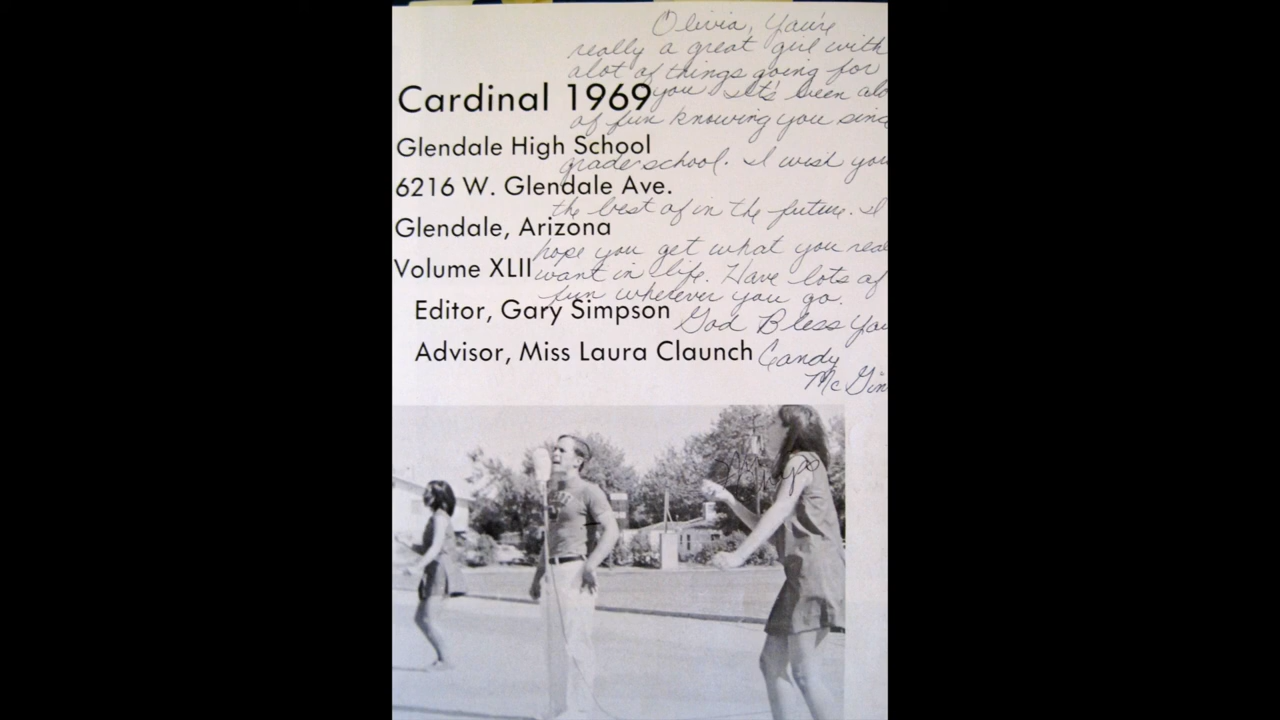 Olivia, You're
really a great girl with
alot of things going for
you. It's been alo
of fun knowing you sinc
grade school. I wish you
the best of in the future. I
hope you get what you rea
want in life. Have lots of
fun wherever you go.
God Bless You
Candy
Mc Gin
Cardinal 1969
Glendale High School
6216 W. Glendale Ave.
Glendale, Arizona
Volume XLII
Editor, Gary Simpson
Advisor, Miss Laura Claunch